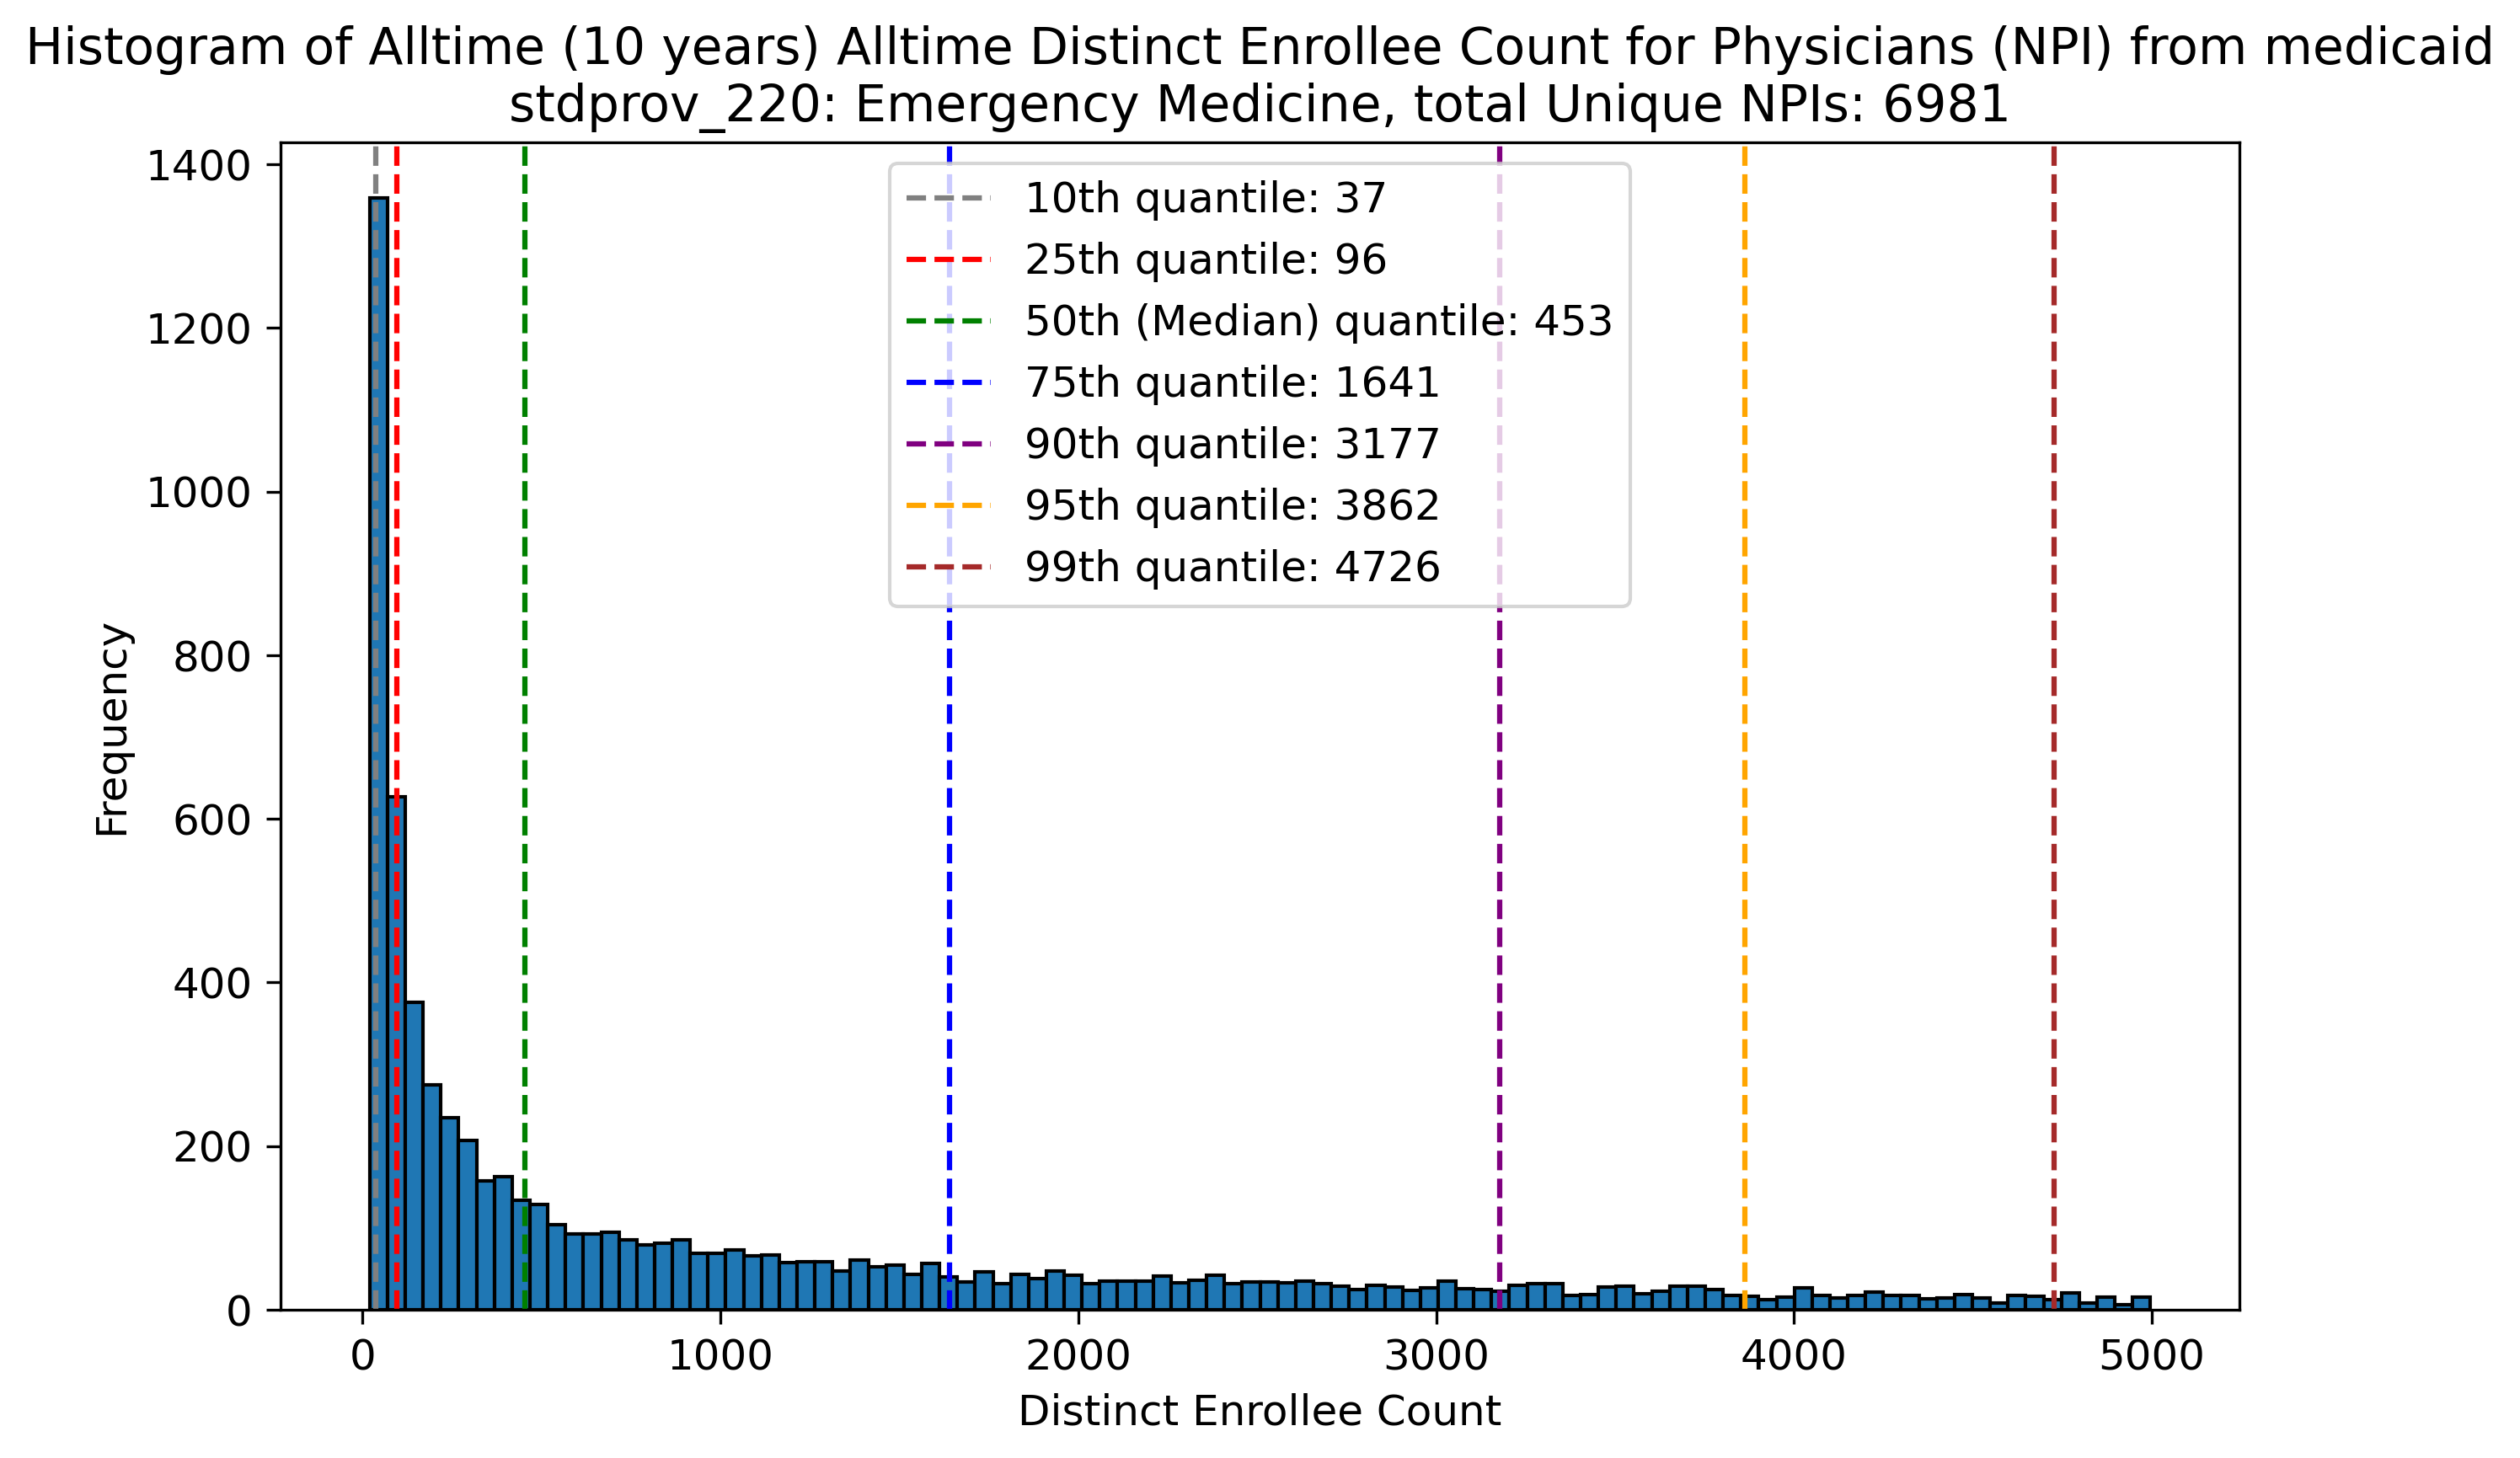 Histogram of Alltime (10 years) Alltime Distinct Enrollee Count for Physicians (NPI) from medicaid
stdprov_220: Emergency Medicine, total Unique NPIs: 6981
1400
1200
1000
800
600
400
200
0
Frequency
10th quantile: 37
25th quantile: 96
50th (Median) quantile: 453
75th quantile: 1641
90th quantile: 3177
95th quantile: 3862
99th quantile: 4726
0 1000 2000 3000 4000 5000
Distinct Enrollee Count